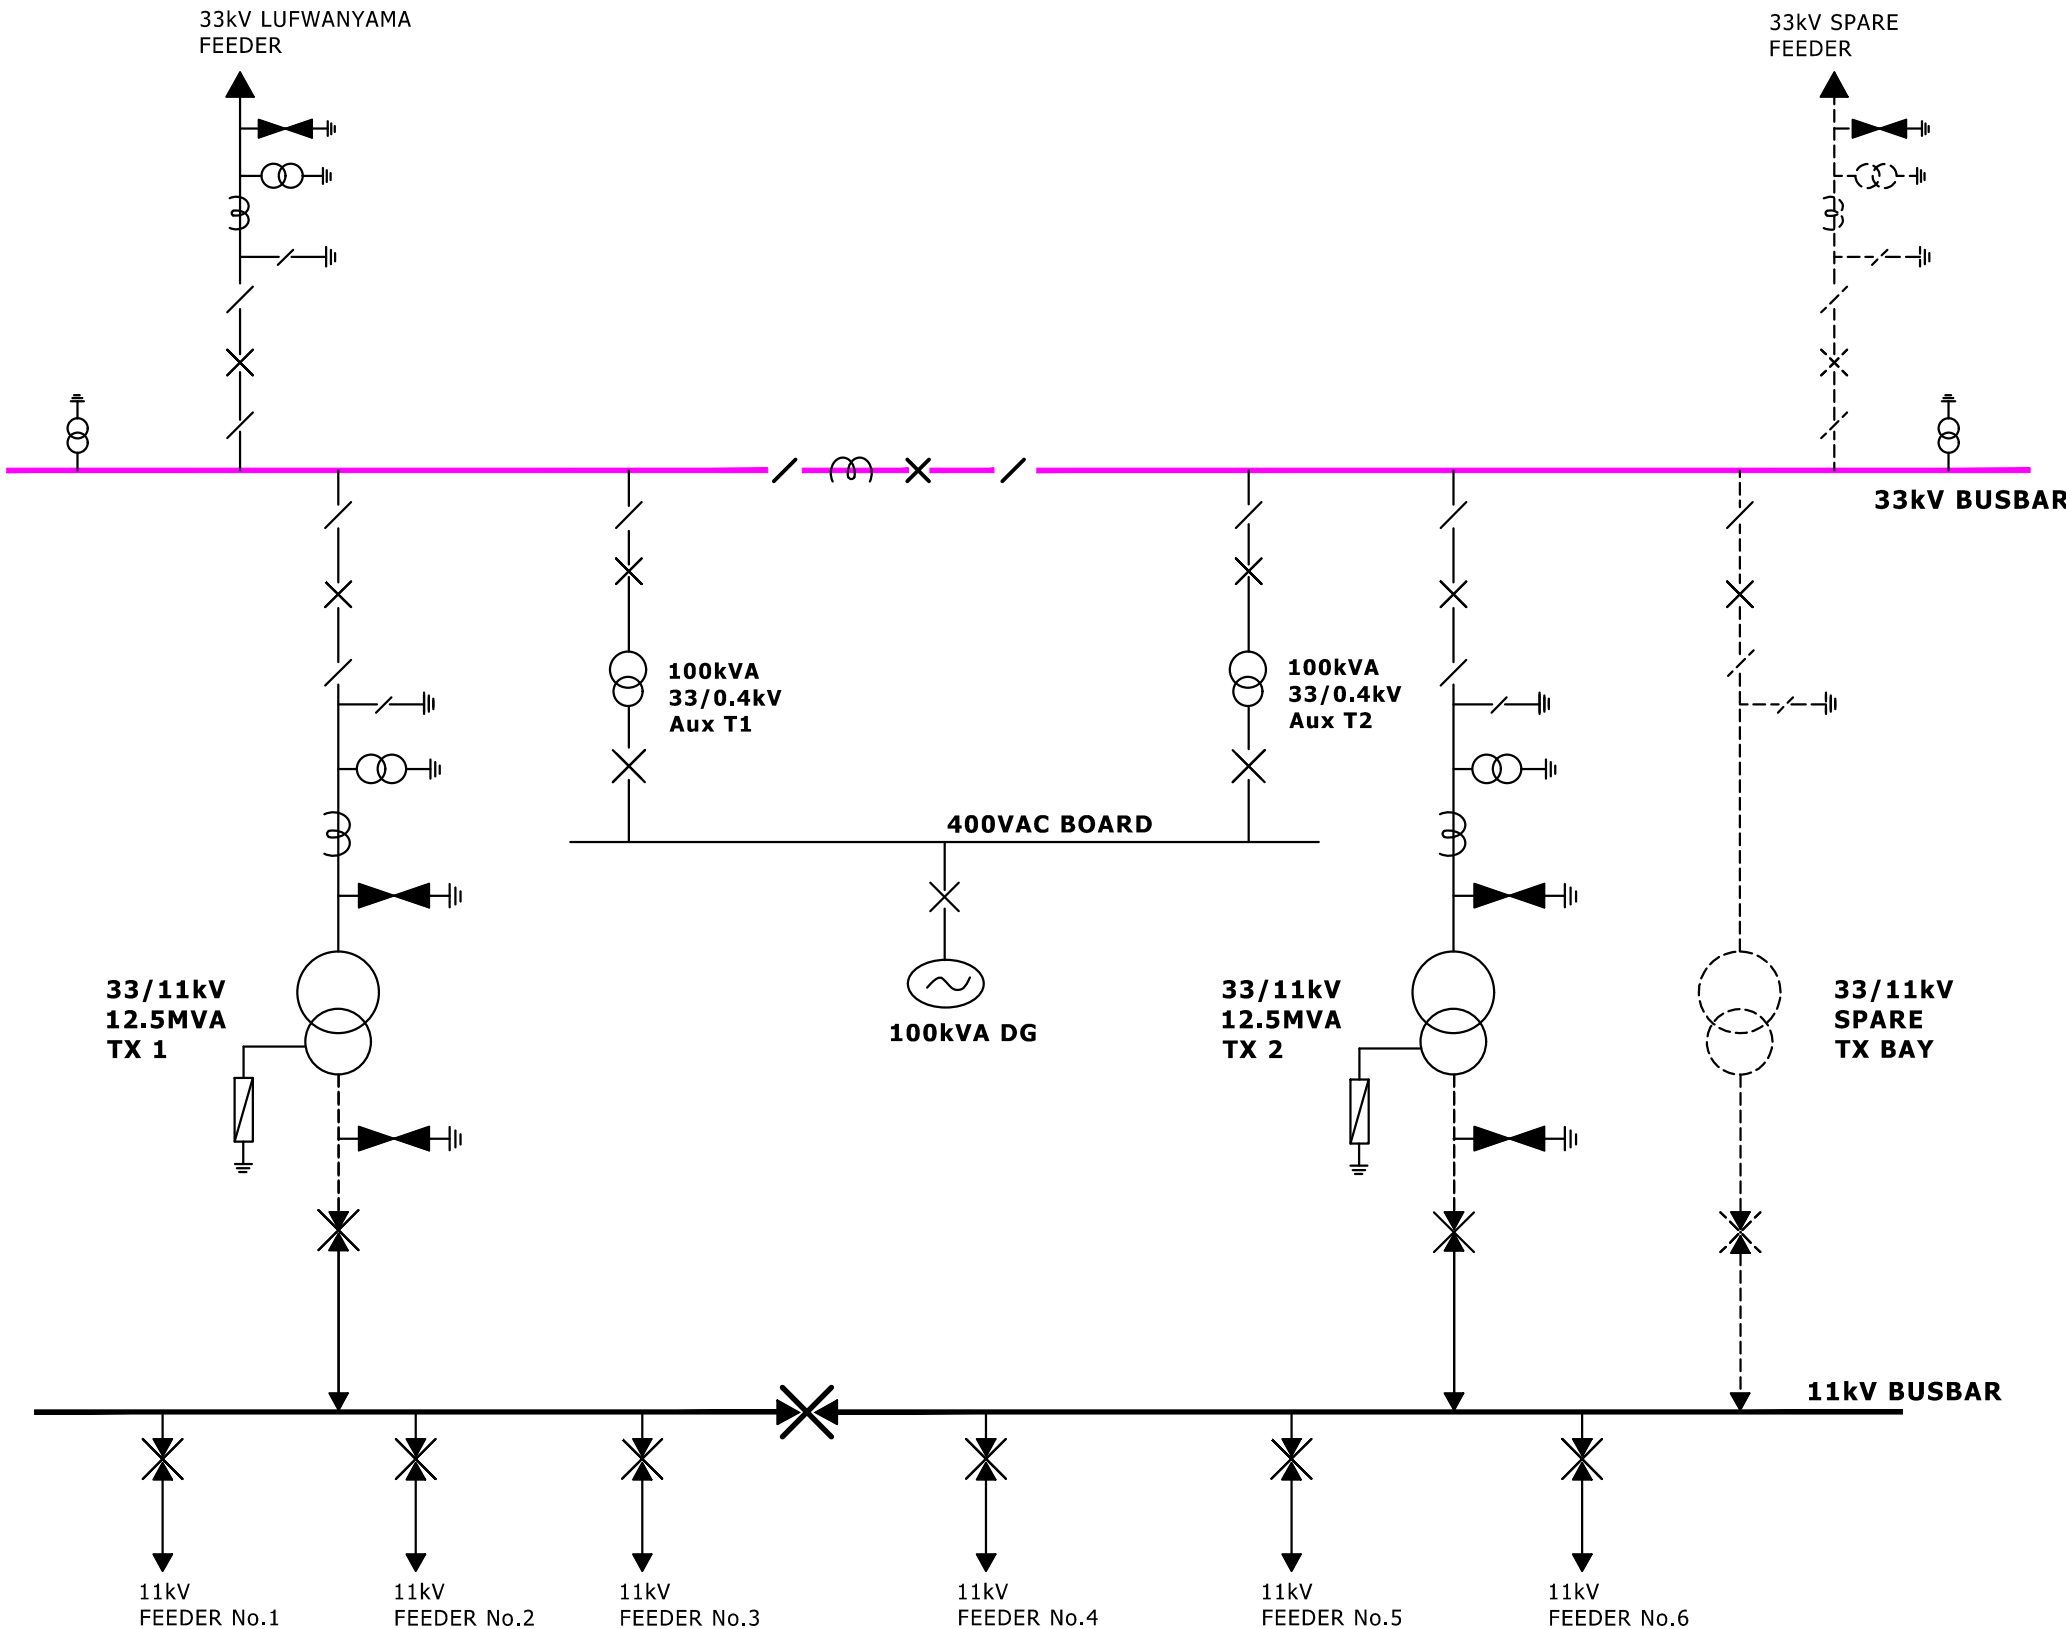 33kV LUFWANYAMA
FEEDER
33kV SPARE
FEEDER
33kV BUSBAR
100kVA
33/0.4kV
Aux T1
100kVA
33/0.4kV
Aux T2
400VAC BOARD
33/11kV
12.5MVA
TX 1
100kVA DG
33/11kV
12.5MVA
TX 2
33/11kV
SPARE
TX BAY
11kV BUSBAR
11kV
FEEDER No.1
11kV
FEEDER No.2
11kV
FEEDER No.3
11kV
FEEDER No.4
11kV
FEEDER No.5
11kV
FEEDER No.6